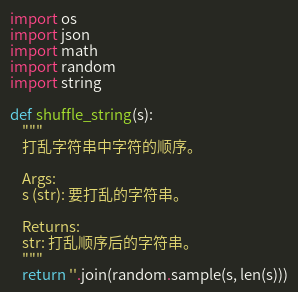 import os
import json
import math
import random
import string

def shuffle_string(s):
    """
    打乱字符串中字符的顺序。

    Args:
    s (str): 要打乱的字符串。

    Returns:
    str: 打乱顺序后的字符串。
    """
    return ''.join(random.sample(s, len(s)))